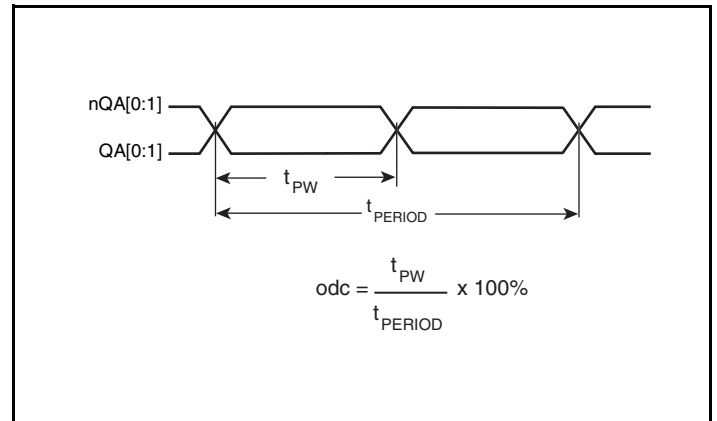 nQA[0:1]
QA[0:1]
tPW
tPERIOD
odc = tPW / tPERIOD x 100%